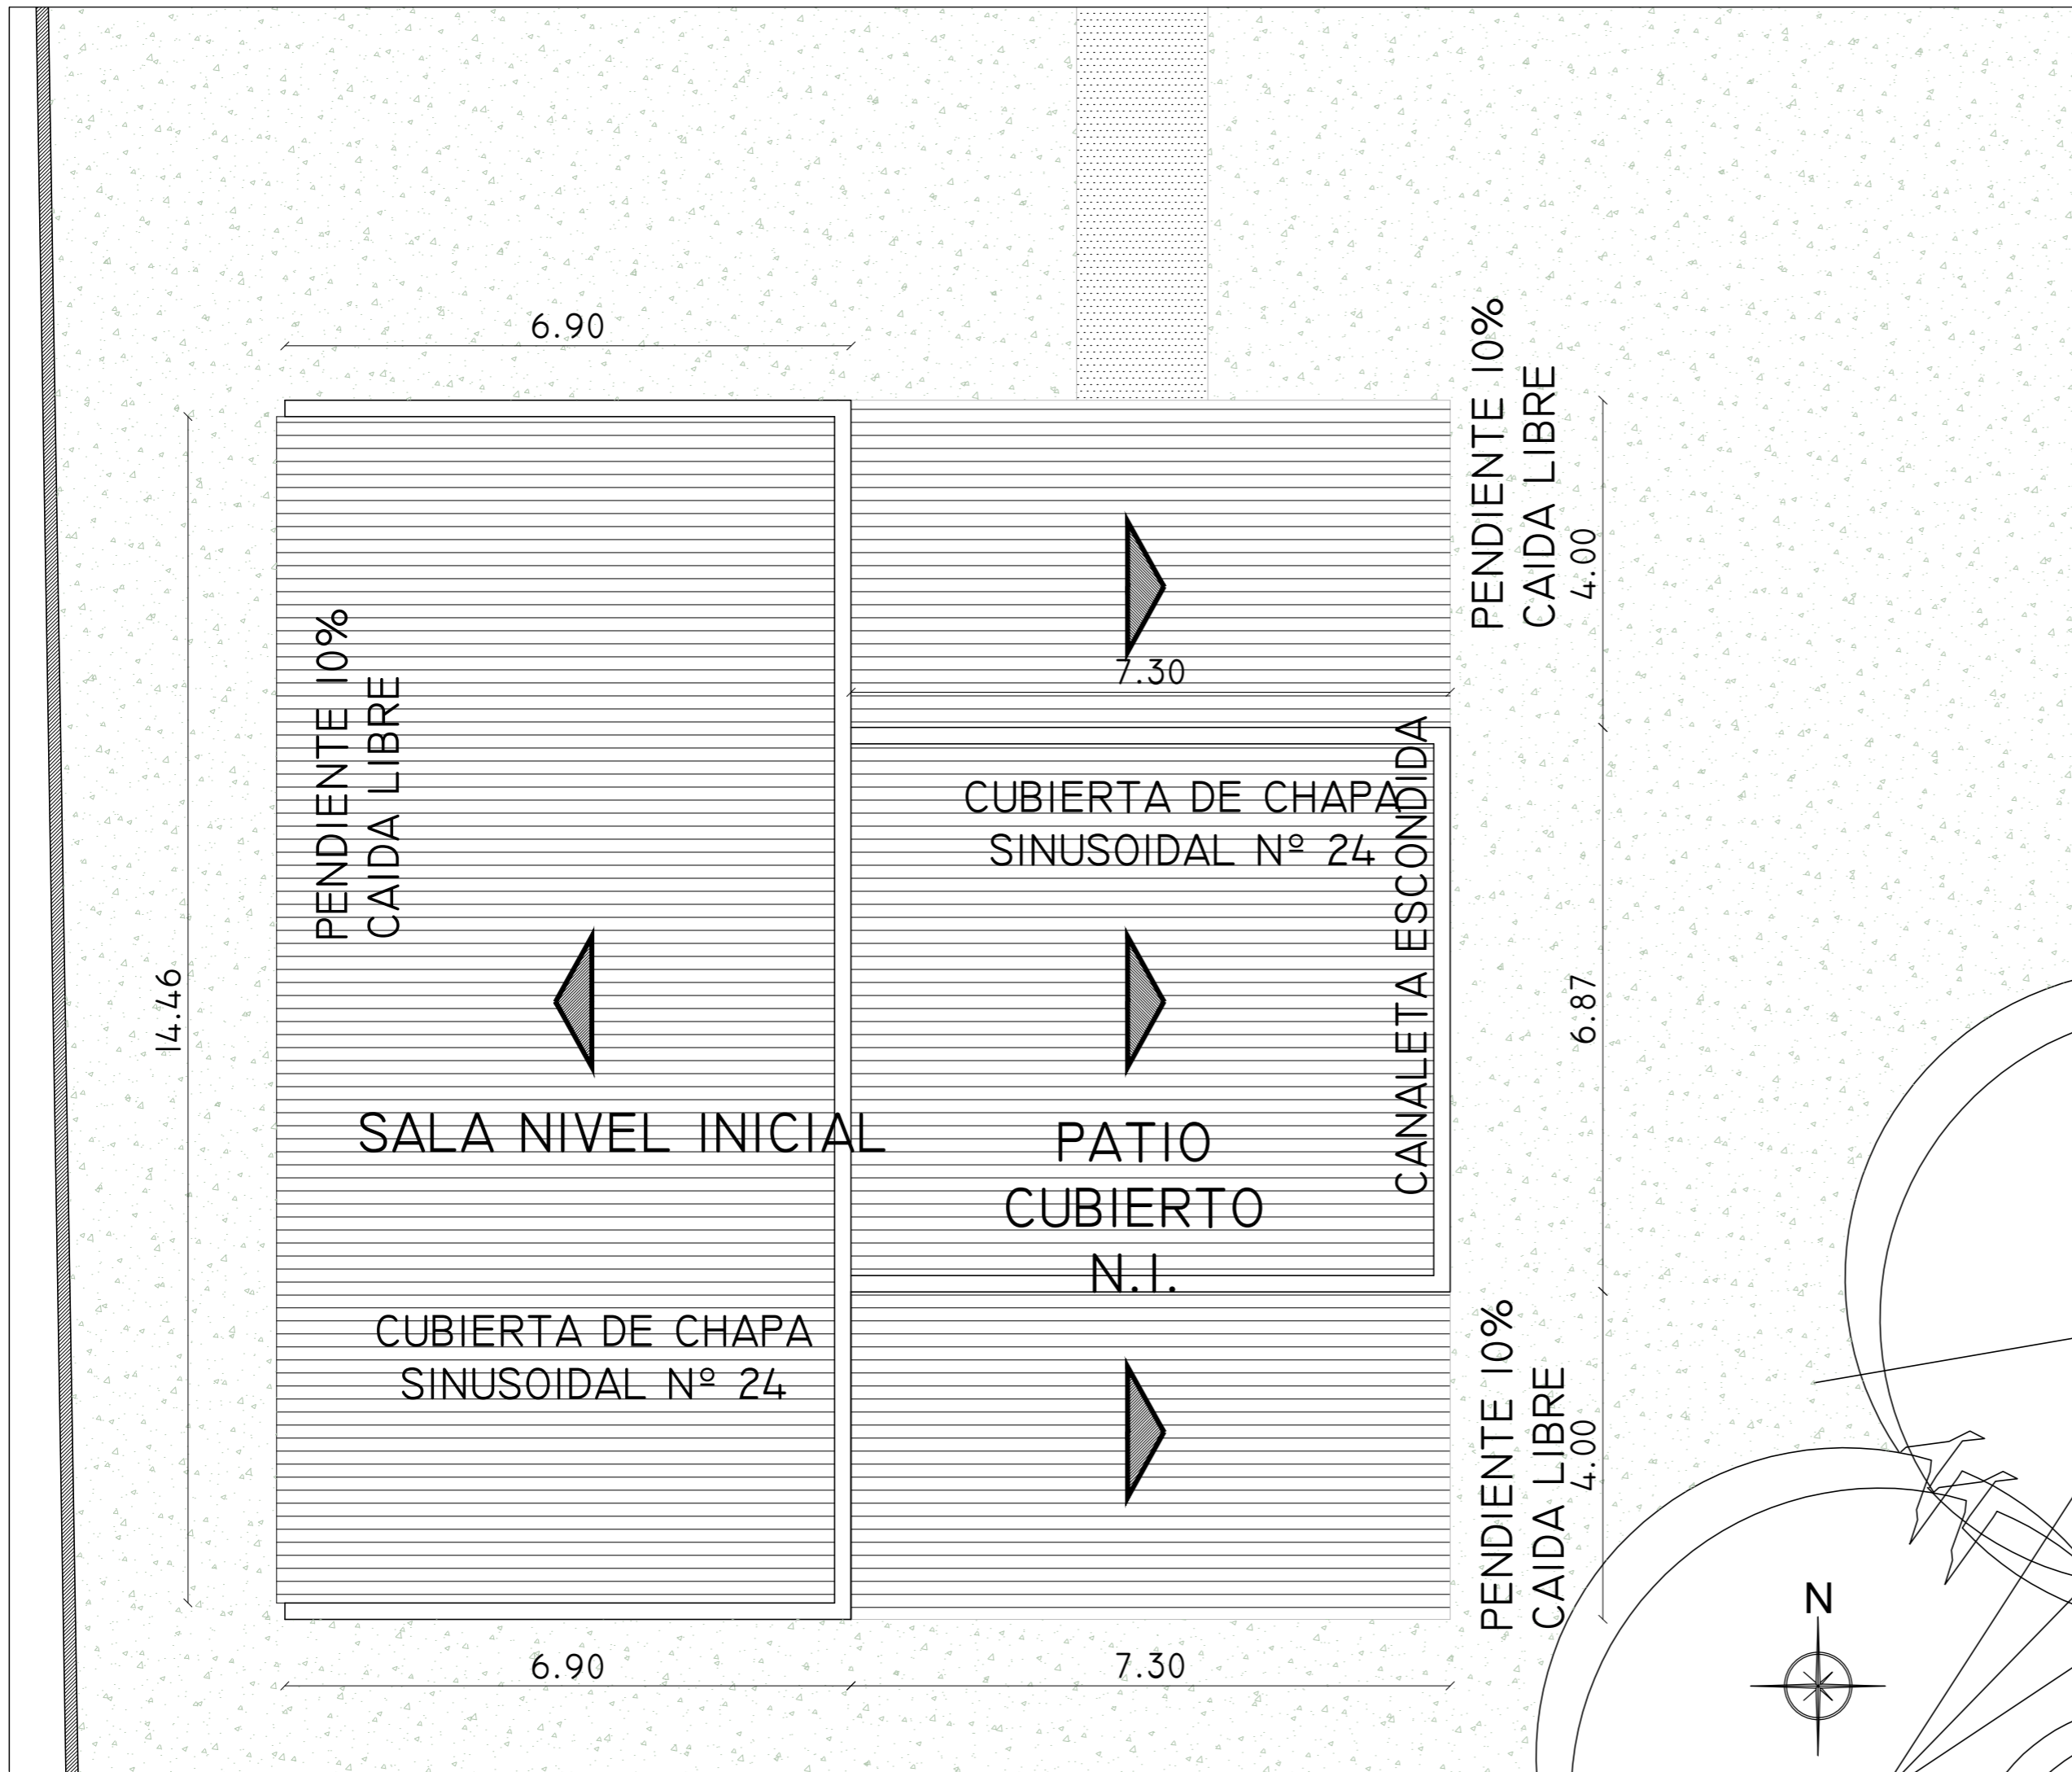 6.90
PENDIENTE 10%
CAIDA LIBRE
4.00
7.30
PENDIENTE 10%
CAIDA LIBRE
CUBIERTA DE CHAPA
SINUSOIDAL Nº 24
CANALETA ESCONDIDA
14.46
6.87
SALA NIVEL INICIAL
PATIO
CUBIERTO
N.I.
CUBIERTA DE CHAPA
SINUSOIDAL Nº 24
PENDIENTE 10%
CAIDA LIBRE
4.00
N
6.90
7.30